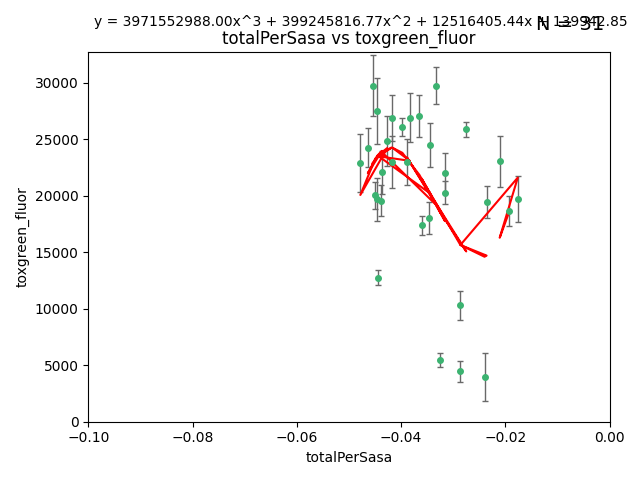 y = 3971552988.00x^3 + 399245816.77x^2 + 12516405.44x + 139942.85
N = 31
totalPerSasa vs toxgreen_fluor
toxgreen_fluor
30000
25000
20000
15000
10000
5000
0
−0.10 −0.08 −0.06 −0.04 −0.02 0.00
totalPerSasa